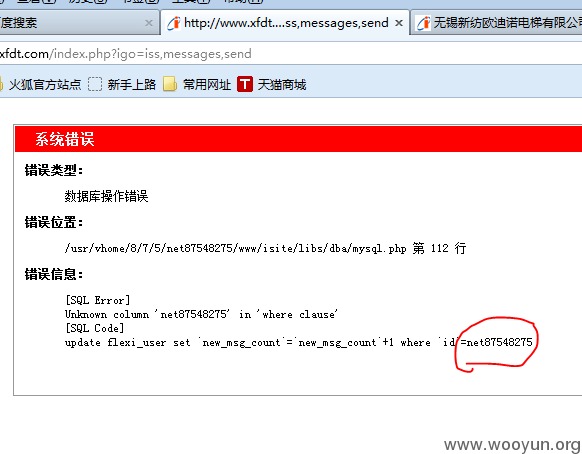 度搜索
http://www.xfdt....ss,messages,send
无锡新纺欧迪诺电梯有限公司
xfdt.com/index.php?igo=iss,messages,send
火狐官方站点 新手上路 常用网址 天猫商城
系统错误
错误类型：
数据库操作错误
错误位置：
/usr/vhome/8/7/5/net87548275/www/isite/libs/dba/mysql.php 第 112 行
错误信息：
[SQL Error]
Unknown column 'net87548275' in 'where clause'
[SQL Code]
update flexi_user set `new_msg_count`=`new_msg_count`+1 where `id`=net87548275
www.wooyun.org